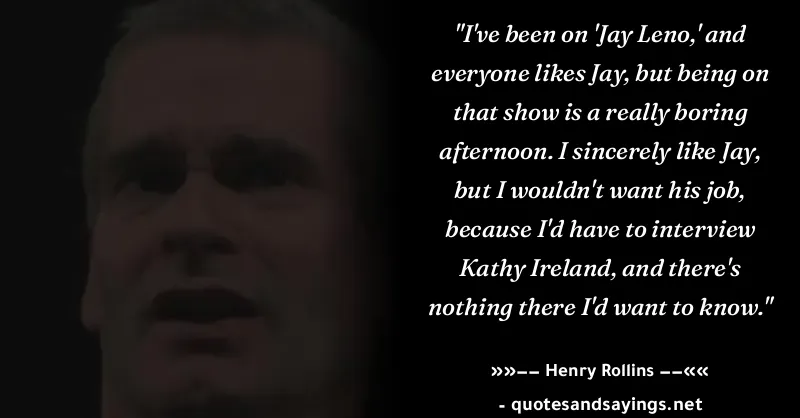 "I've been on 'Jay Leno,' and
everyone likes Jay, but being on
that show is a really boring
afternoon. I sincerely like Jay,
but I wouldn't want his job,
because I'd have to interview
Kathy Ireland, and there's
nothing there I'd want to know."
»»−− Henry Rollins −−««
- quotesandsayings.net